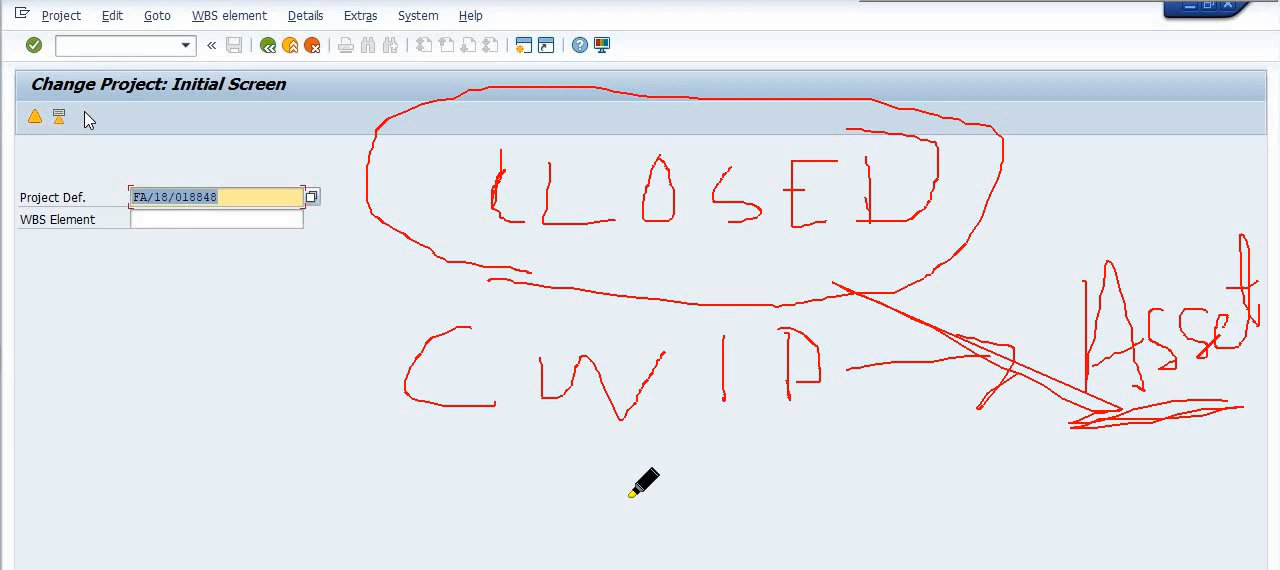 Project Edit Goto WBS element Details Extras System Help
Change Project: Initial Screen
Project Def. FA/18/018848
WBS Element
CLOSED
CWIP
Asset